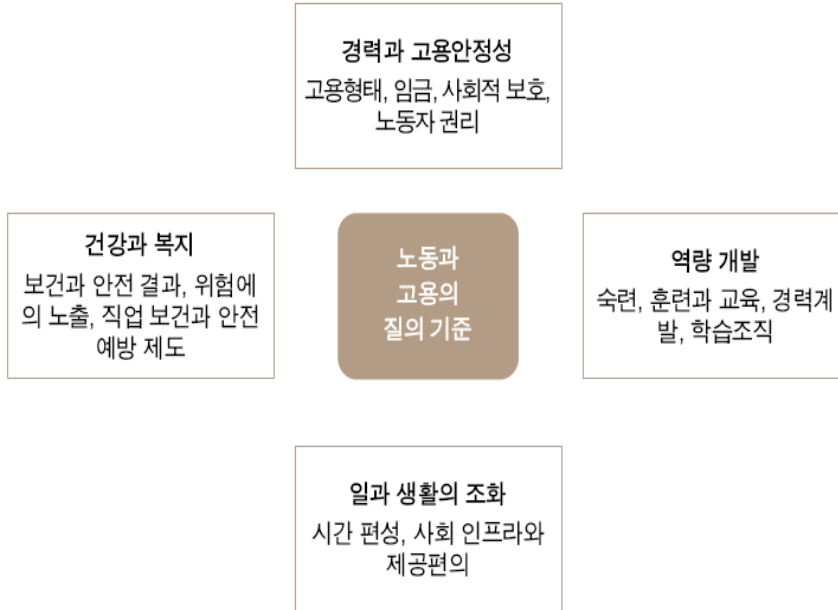 경력과 고용안정성
고용형태, 임금, 사회적 보호,
노동자 권리
건강과 복지
보건과 안전 결과, 위험에
의 노출, 직업 보건과 안전
예방 제도
노동과
고용의
질의 기준
역량 개발
숙련, 훈련과 교육, 경력계
발, 학습조직
일과 생활의 조화
시간 편성, 사회 인프라와
제공편의